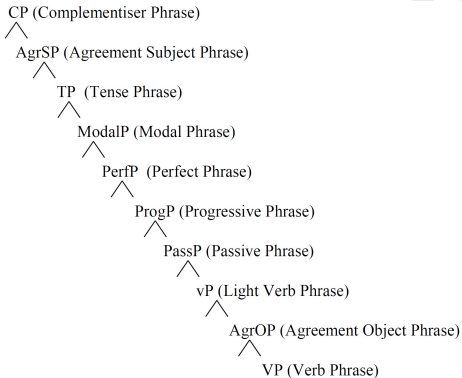 CP (Complementiser Phrase)
AgrSP (Agreement Subject Phrase)
TP (Tense Phrase)
ModalP (Modal Phrase)
PerfP (Perfect Phrase)
ProgP (Progressive Phrase)
PassP (Passive Phrase)
vP (Light Verb Phrase)
AgrOP (Agreement Object Phrase)
VP (Verb Phrase)